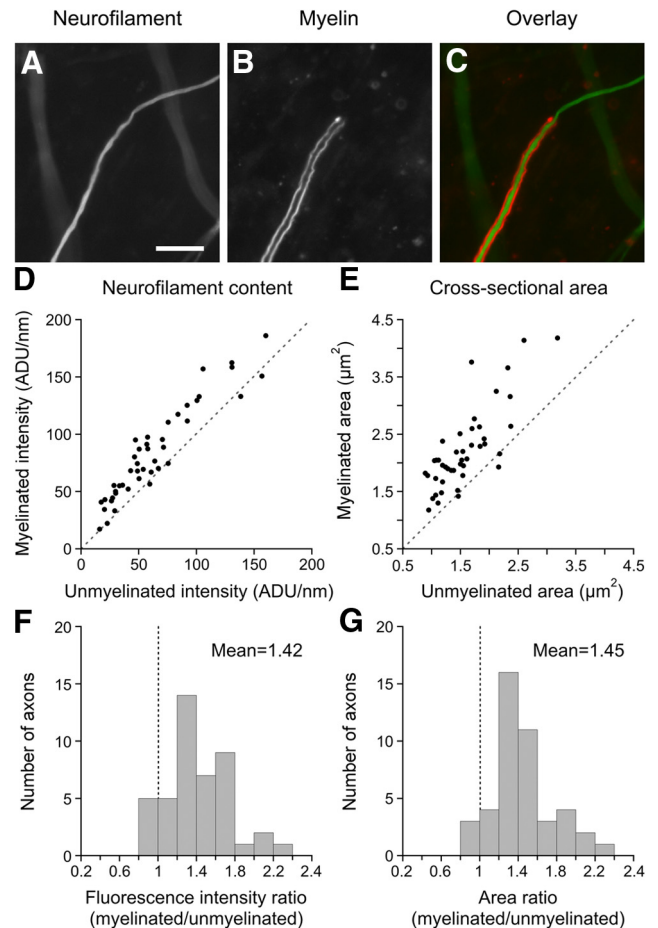 Neurofilament
Myelin
Overlay
A
B
C
D
Neurofilament content
200
150
100
50
0
Myelinated intensity (ADU/nm)
0 50 100 150 200
Unmyelinated intensity (ADU/nm)
E
Cross-sectional area
4.5
3.5
2.5
1.5
0.5
Myelinated area (µm²)
0.5 1.5 2.5 3.5 4.5
Unmyelinated area (µm²)
F
20
15
10
5
0
Number of axons
Mean=1.42
0.2 0.6 1 1.4 1.8 2.2 2.4
Fluorescence intensity ratio
(myelinated/unmyelinated)
G
20
15
10
5
0
Number of axons
Mean=1.45
0.2 0.6 1 1.4 1.8 2.2 2.4
Area ratio
(myelinated/unmyelinated)